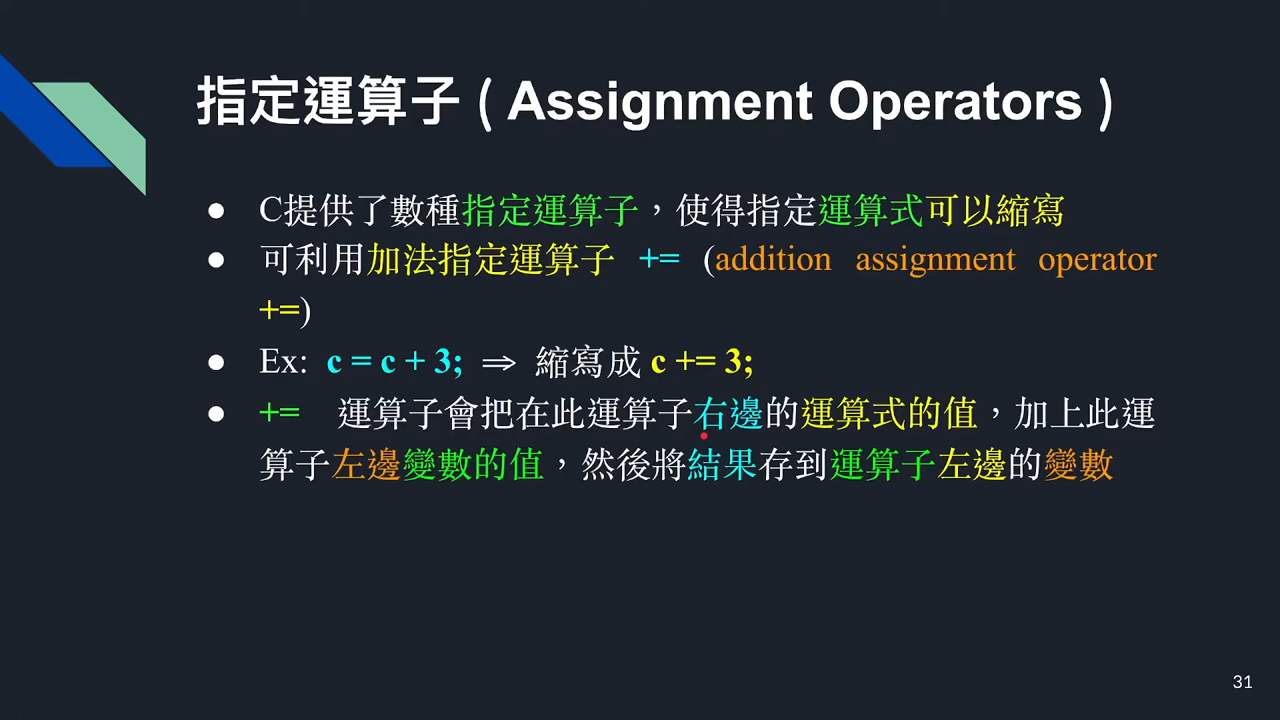 指定運算子 ( Assignment Operators )
● C提供了數種指定運算子，使得指定運算式可以縮寫
● 可利用加法指定運算子 += (addition assignment operator
+=)
● Ex: c = c + 3; ⇒ 縮寫成 c += 3;
● += 運算子會把在此運算子右邊的運算式的值，加上此運
算子左邊變數的值，然後將結果存到運算子左邊的變數
31